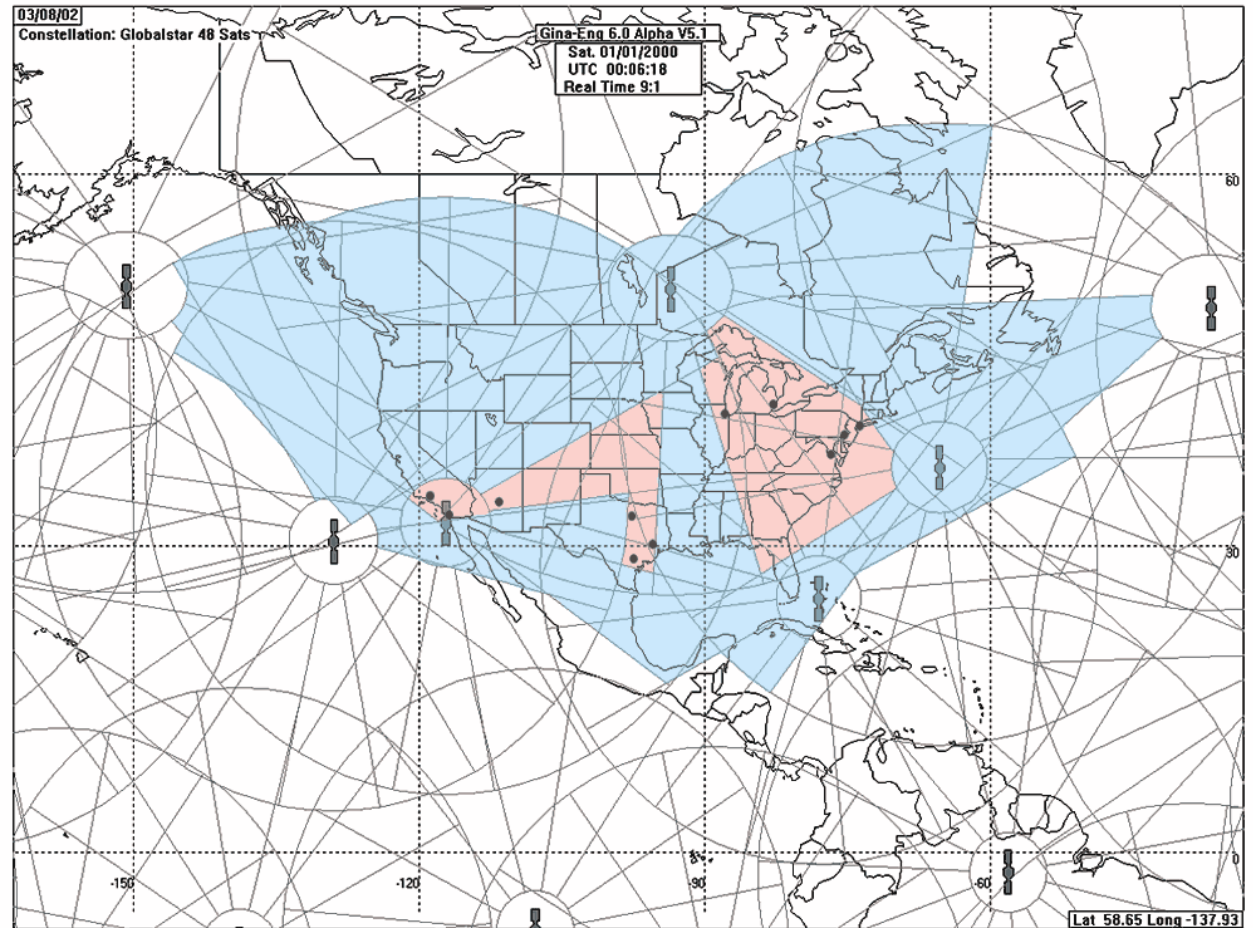 03/08/02
Constellation: Globalstar 48 Sats
Gina-Eng 6.0 Alpha V5.1
Sat. 01/01/2000
UTC 00:06:18
Real Time 9:1
60
30
0
-150
-120
-90
-60
Lat 58.65 Long -137.93